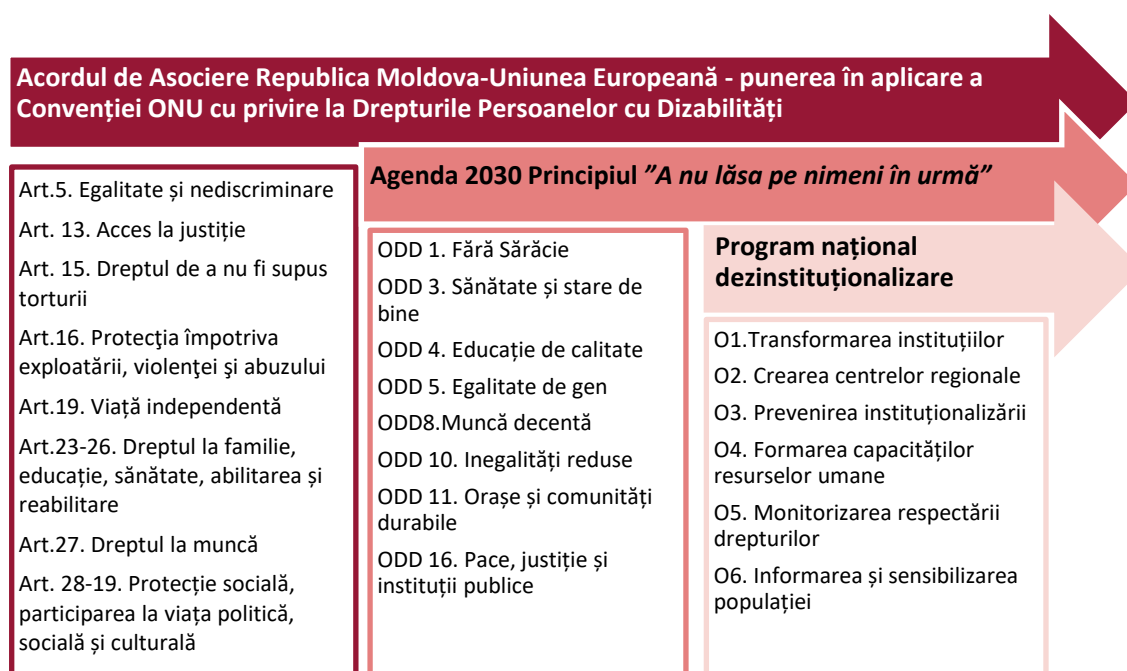 Acordul de Asociere Republica Moldova-Uniunea Europeană - punerea în aplicare a
Convenției ONU cu privire la Drepturile Persoanelor cu Dizabilități
Art.5. Egalitate și nediscriminare
Art. 13. Acces la justiție
Art. 15. Dreptul de a nu fi supus
torturii
Art.16. Protecţia împotriva
exploatării, violenţei şi abuzului
Art.19. Viață independentă
Art.23-26. Dreptul la familie,
educație, sănătate, abilitarea și
reabilitare
Art.27. Dreptul la muncă
Art. 28-19. Protecție socială,
participarea la viața politică,
socială și culturală
Agenda 2030 Principiul ”A nu lăsa pe nimeni în urmă”
ODD 1. Fără Sărăcie
ODD 3. Sănătate și stare de
bine
ODD 4. Educație de calitate
ODD 5. Egalitate de gen
ODD8.Muncă decentă
ODD 10. Inegalități reduse
ODD 11. Orașe și comunități
durabile
ODD 16. Pace, justiție și
instituții publice
Program național
dezinstituționalizare
O1.Transformarea instituțiilor
O2. Crearea centrelor regionale
O3. Prevenirea instituționalizării
O4. Formarea capacităților
resurselor umane
O5. Monitorizarea respectării
drepturilor
O6. Informarea și sensibilizarea
populației